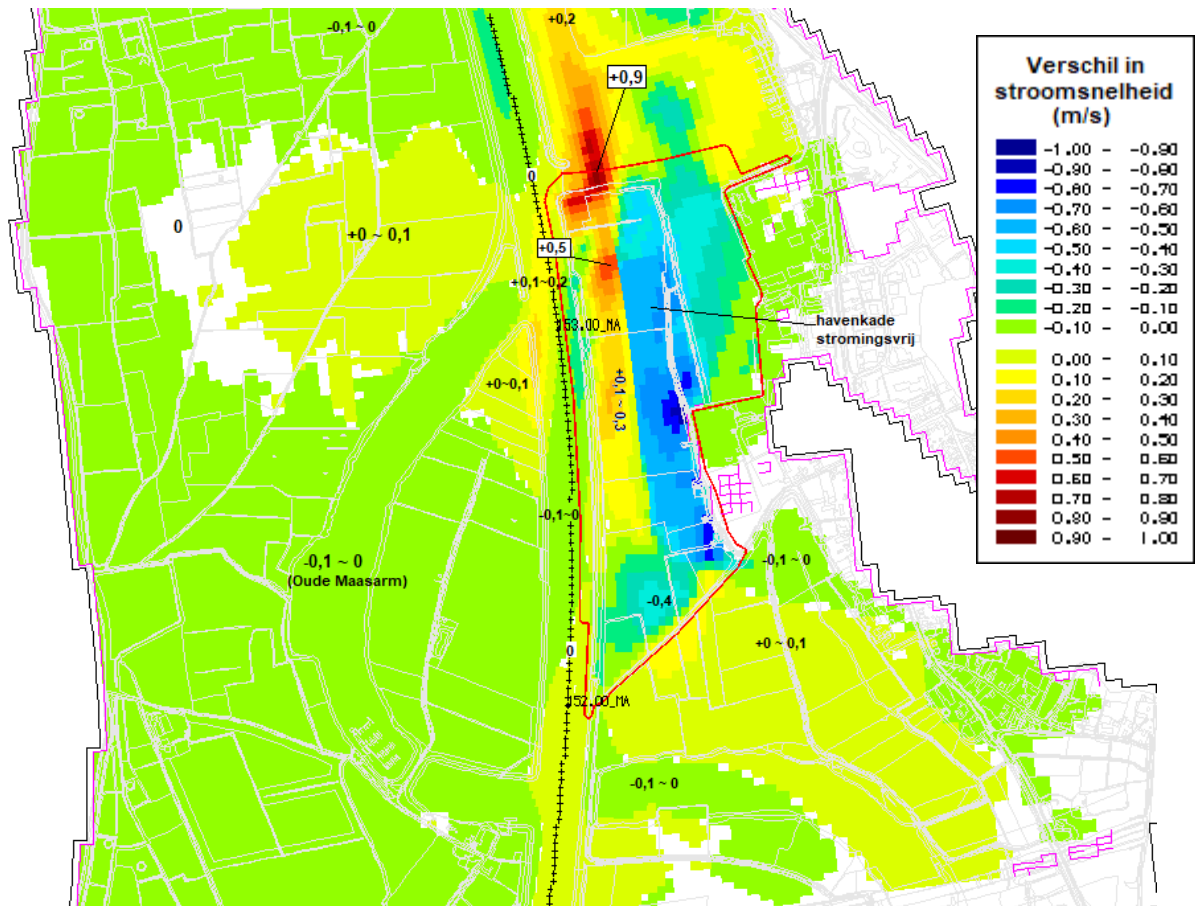 -0,1 ~ 0
+0,2
+0,9
0
0
+0 ~ 0,1
+0,5
+0,1~0,2
153.00_MA
havenkade
stromingsvrij
+0~0,1
+0,1 ~ 0,3
-0,1~0
-0,1 ~ 0
(Oude Maasarm)
-0,1 ~ 0
-0,4
+0 ~ 0,1
0
152.00_MA
-0,1 ~ 0
Verschil in
stroomsnelheid
(m/s)
-1.00 - -0.90
-0.90 - -0.80
-0.80 - -0.70
-0.70 - -0.60
-0.60 - -0.50
-0.50 - -0.40
-0.40 - -0.30
-0.30 - -0.20
-0.20 - -0.10
-0.10 - 0.00
0.00 - 0.10
0.10 - 0.20
0.20 - 0.30
0.30 - 0.40
0.40 - 0.50
0.50 - 0.60
0.60 - 0.70
0.70 - 0.80
0.80 - 0.90
0.90 - 1.00